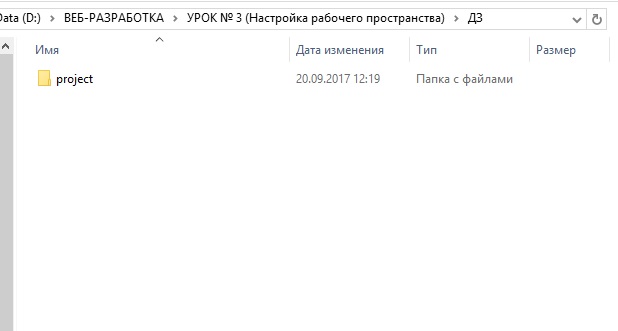 Data (D:) > ВЕБ-РАЗРАБОТКА > УРОК № 3 (Настройка рабочего пространства) > ДЗ
Имя Дата изменения Тип Размер
project 20.09.2017 12:19 Папка с файлами